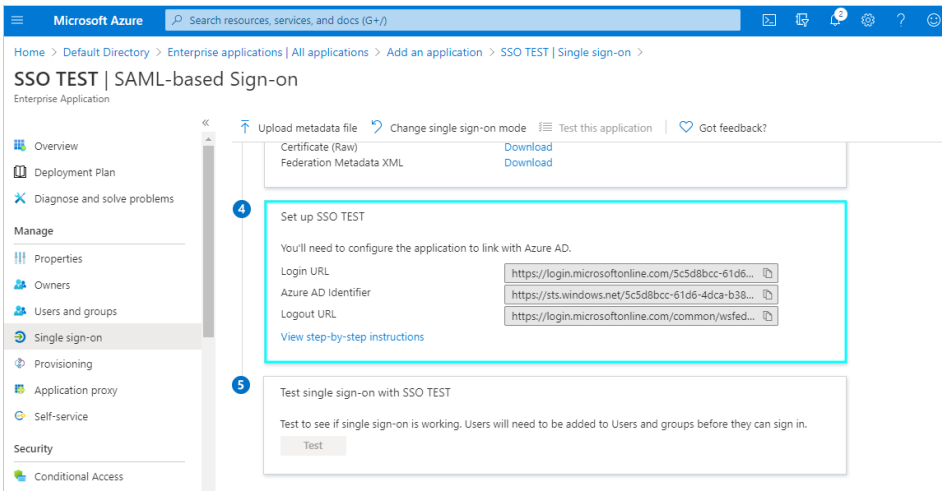 Microsoft Azure
Search resources, services, and docs (G+/)
2
Home > Default Directory > Enterprise applications | All applications > Add an application > SSO TEST | Single sign-on >
SSO TEST | SAML-based Sign-on
Enterprise Application
«
Overview
Deployment Plan
Diagnose and solve problems
Manage
Properties
Owners
Users and groups
Single sign-on
Provisioning
Application proxy
Self-service
Security
Conditional Access
Upload metadata file Change single sign-on mode Test this application | Got feedback?
Certificate (Raw) Download
Federation Metadata XML Download
4
Set up SSO TEST
You'll need to configure the application to link with Azure AD.
Login URL https://login.microsoftonline.com/5c5d8bcc-61d6...
Azure AD Identifier https://sts.windows.net/5c5d8bcc-61d6-4dca-b38...
Logout URL https://login.microsoftonline.com/common/wsfed...
View step-by-step instructions
5
Test single sign-on with SSO TEST
Test to see if single sign-on is working. Users will need to be added to Users and groups before they can sign in.
Test